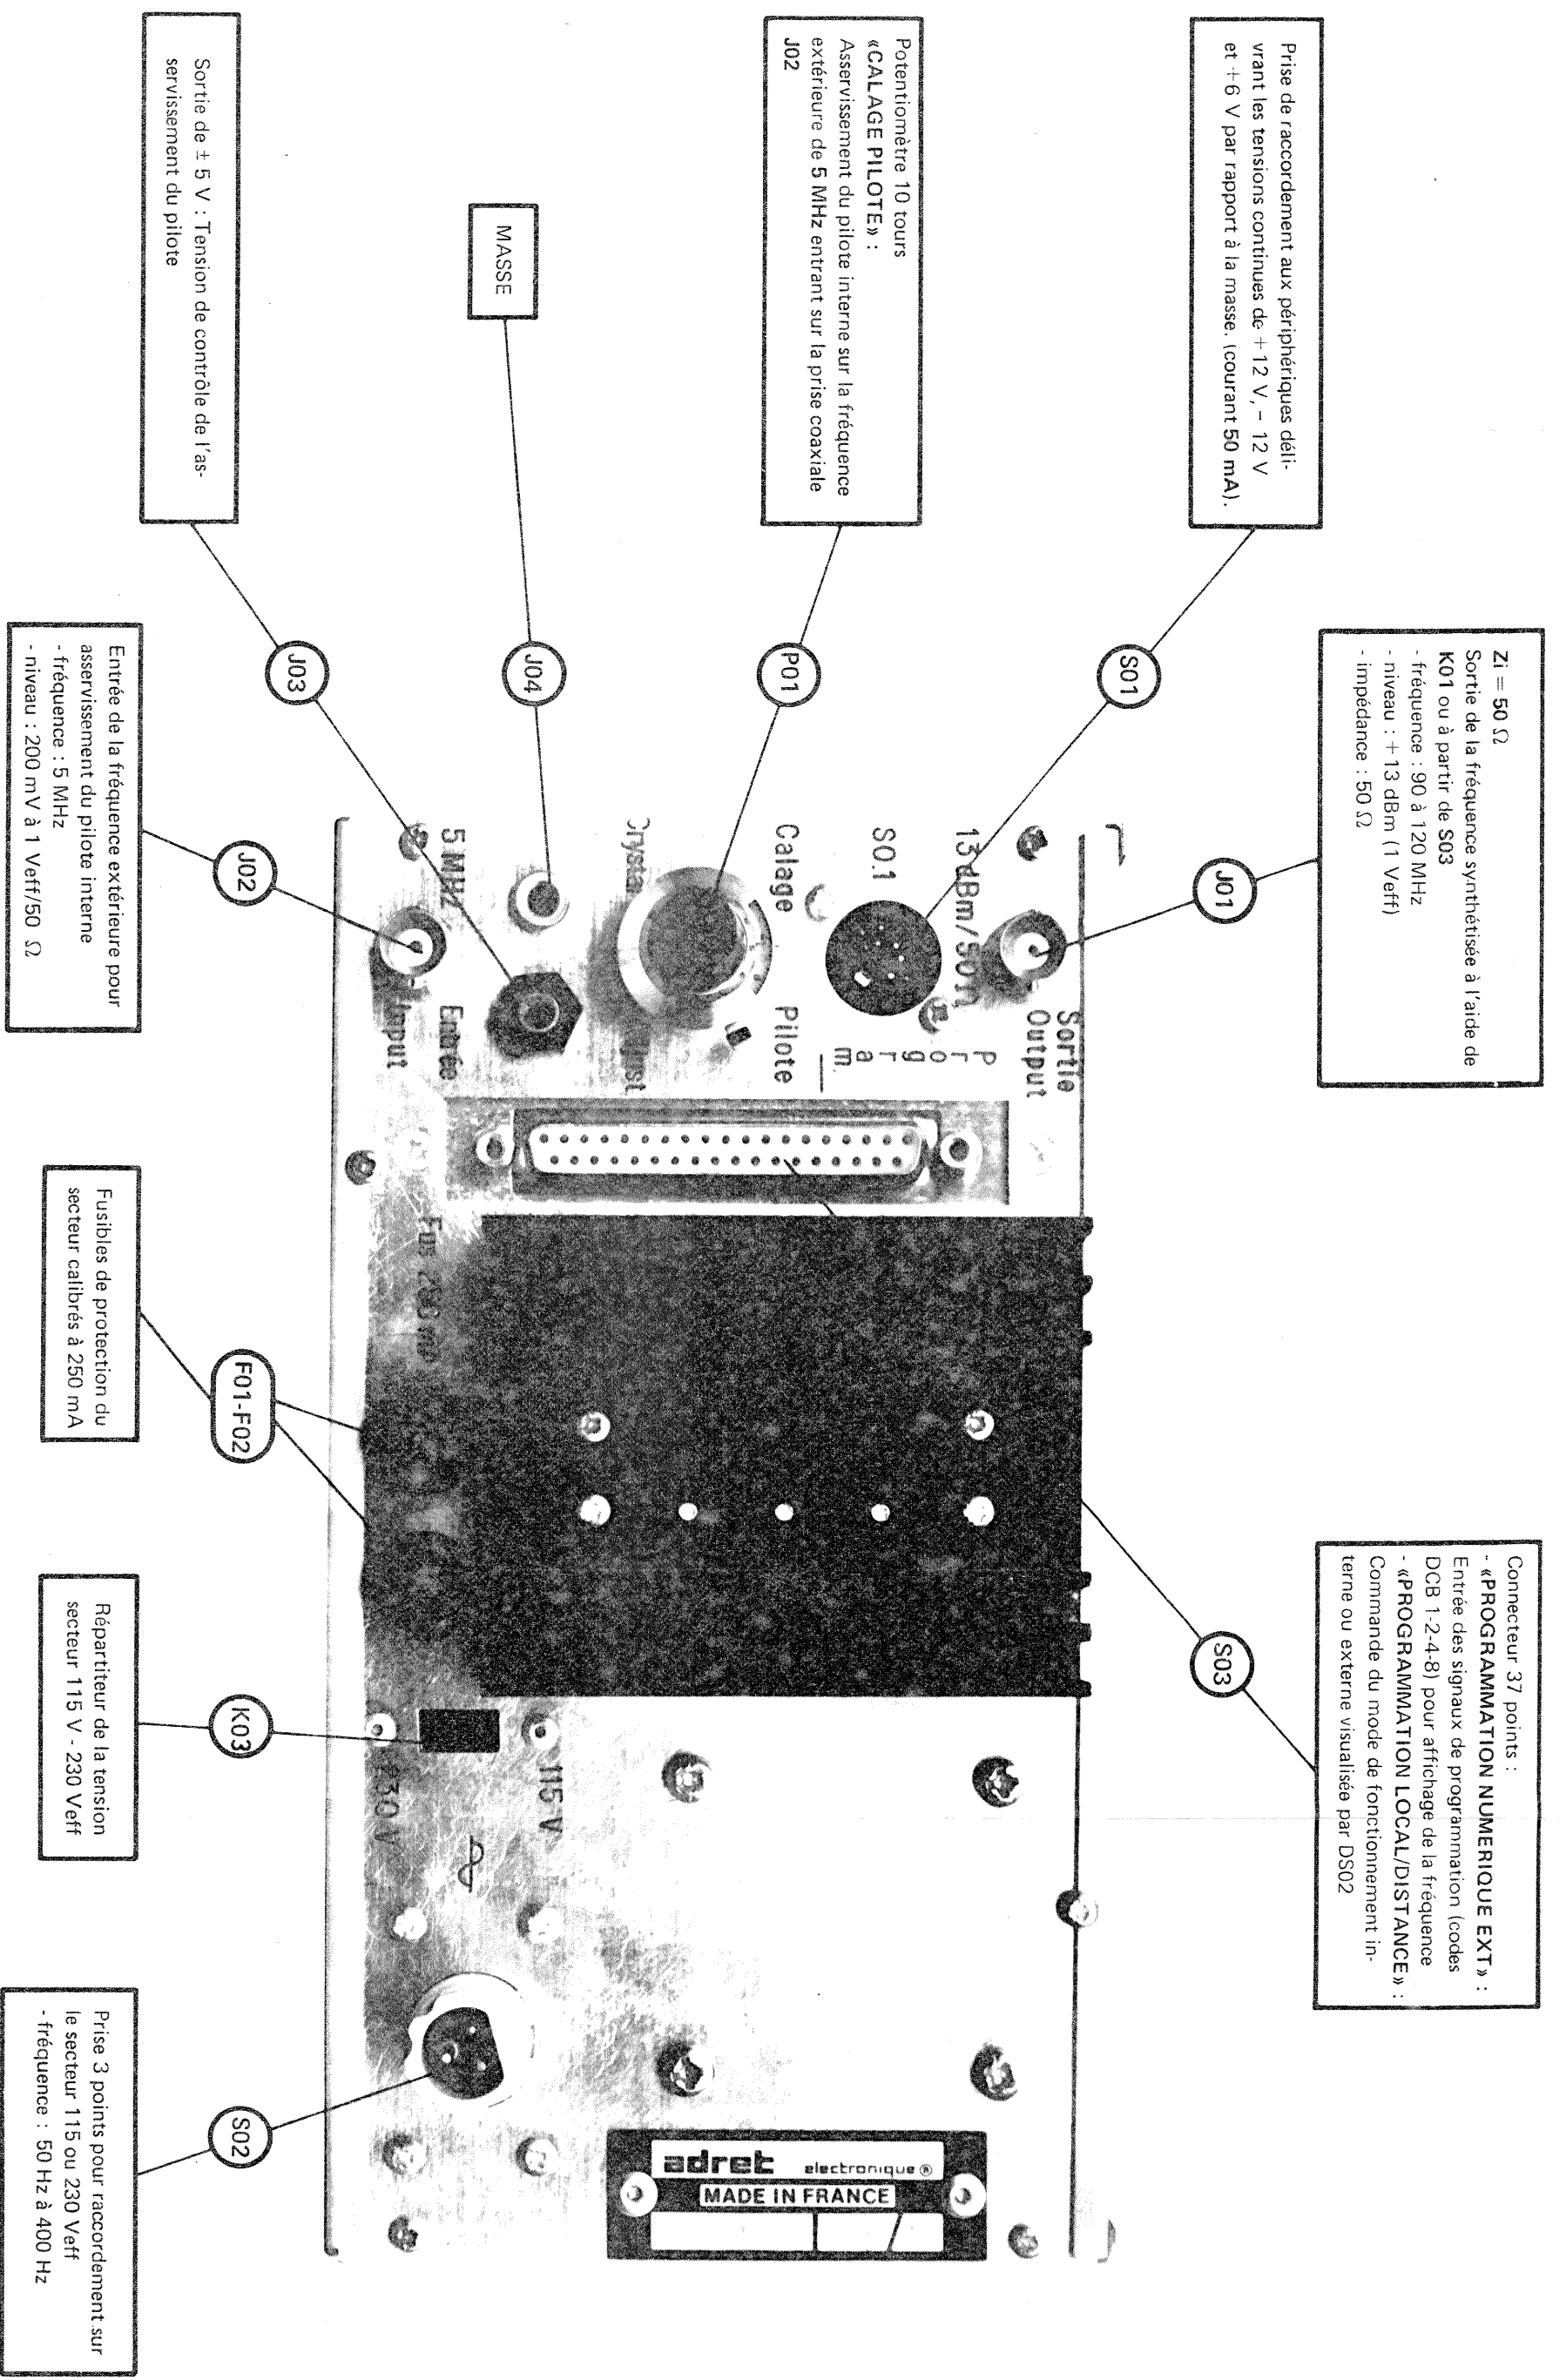 Prise de raccordement aux périphériques déli-
vrant les tensions continues de +12 V, − 12 V
et +6 V par rapport à la masse. (courant 50 mA).
Potentiomètre 10 tours
«CALAGE PILOTE» :
Asservissement du pilote interne sur la fréquence
extérieure de 5 MHz entrant sur la prise coaxiale
J02
MASSE
Sortie de ± 5 V : Tension de contrôle de l'as-
servissement du pilote
Zi = 50 Ω
Sortie de la fréquence synthétisée à l'aide de
K01 ou à partir de S03
- fréquence : 90 à 120 MHz
- niveau : +13 dBm (1 Veff)
- impédance : 50 Ω
S01
P01
J04
J03
J01
J02
Entrée de la fréquence extérieure pour
asservissement du pilote interne
- fréquence : 5 MHz
- niveau : 200 mV à 1 Veff/50 Ω
Sortie
Output
13 dBm/50 Ω
SO.1
Program
Calage Pilote
5 MHz Entrée
Input
Connecteur 37 points :
- «PROGRAMMATION NUMERIQUE EXT» :
Entrée des signaux de programmation (codes
DCB 1-2-4-8) pour affichage de la fréquence
- «PROGRAMMATION LOCAL/DISTANCE» :
Commande du mode de fonctionnement in-
terne ou externe visualisée par DS02
S03
Fusibles de protection du
secteur calibrés à 250 mA
F01-F02
Répartiteur de la tension
secteur 115 V - 230 Veff
K03
115 V
230 V
Prise 3 points pour raccordement sur
le secteur 115 ou 230 Veff
- fréquence : 50 Hz à 400 Hz
S02
adret electronique ®
MADE IN FRANCE